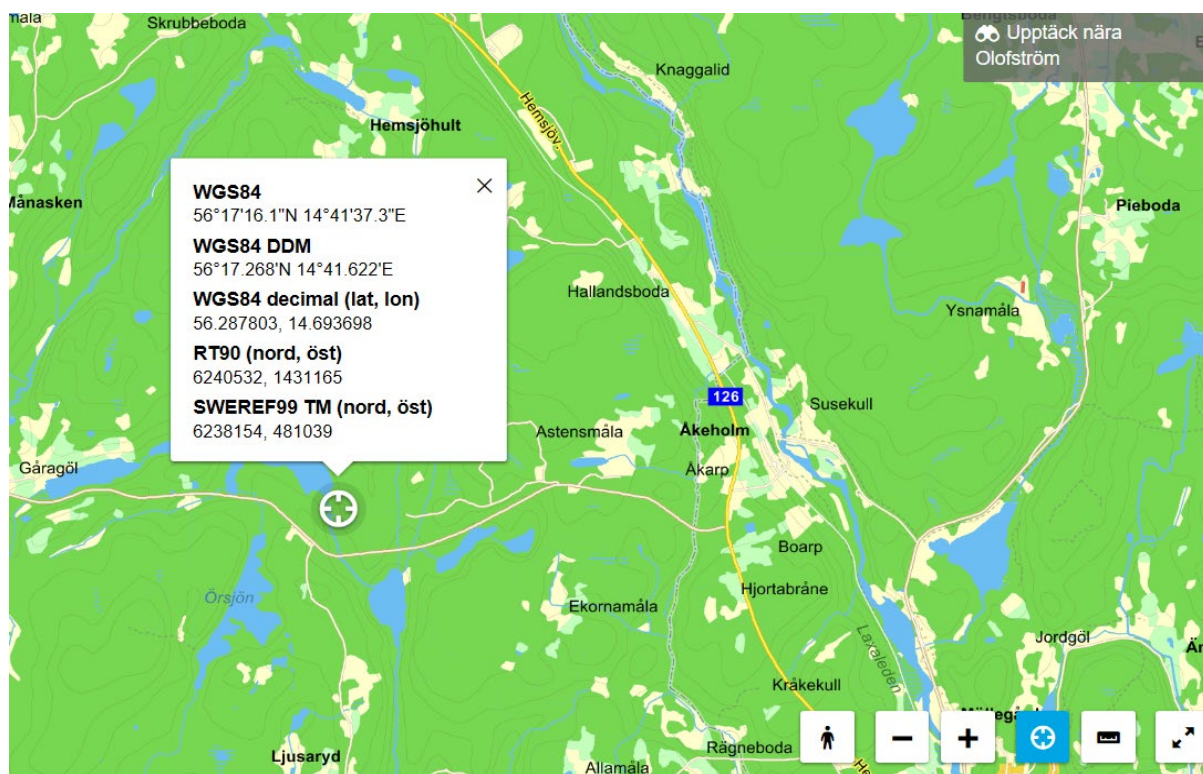 måla
Skrubbeboda
Upptäck nära
Olofström
Knaggalid
Hemsjöv.
Hemsjöhult
Månasken
Pieboda
WGS84
56°17'16.1"N 14°41'37.3"E
WGS84 DDM
56°17.268'N 14°41.622'E
WGS84 decimal (lat, lon)
56.287803, 14.693698
RT90 (nord, öst)
6240532, 1431165
SWEREF99 TM (nord, öst)
6238154, 481039
Hallandsboda
Ysnamåla
126
Susekull
Astensmåla
Åkeholm
Gåragöl
Åkarp
Boarp
Örsjön
Ekornamåla
Hjortabråne
Laxaleden
Jordgöl
Kråkekull
Rägneboda
Ljusaryd
Allamåla
He